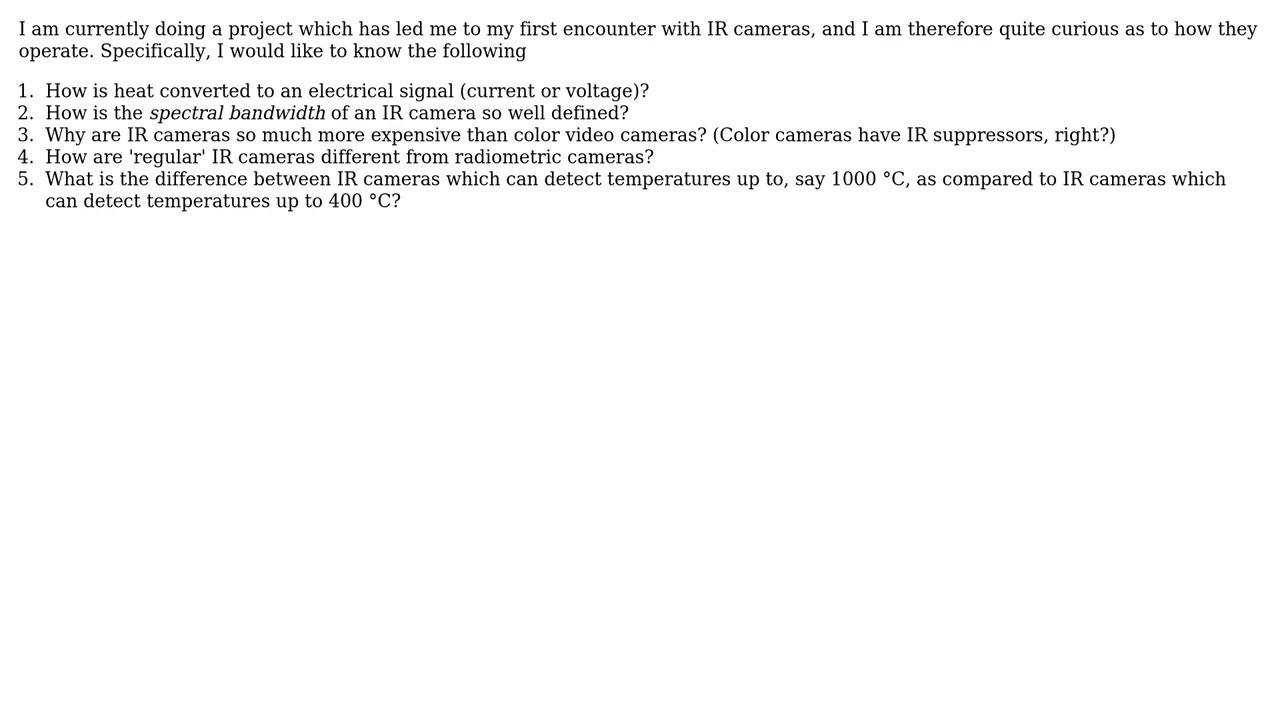 I am currently doing a project which has led me to my first encounter with IR cameras, and I am therefore quite curious as to how they
operate. Specifically, I would like to know the following
1. How is heat converted to an electrical signal (current or voltage)?
2. How is the spectral bandwidth of an IR camera so well defined?
3. Why are IR cameras so much more expensive than color video cameras? (Color cameras have IR suppressors, right?)
4. How are 'regular' IR cameras different from radiometric cameras?
5. What is the difference between IR cameras which can detect temperatures up to, say 1000 °C, as compared to IR cameras which
can detect temperatures up to 400 °C?